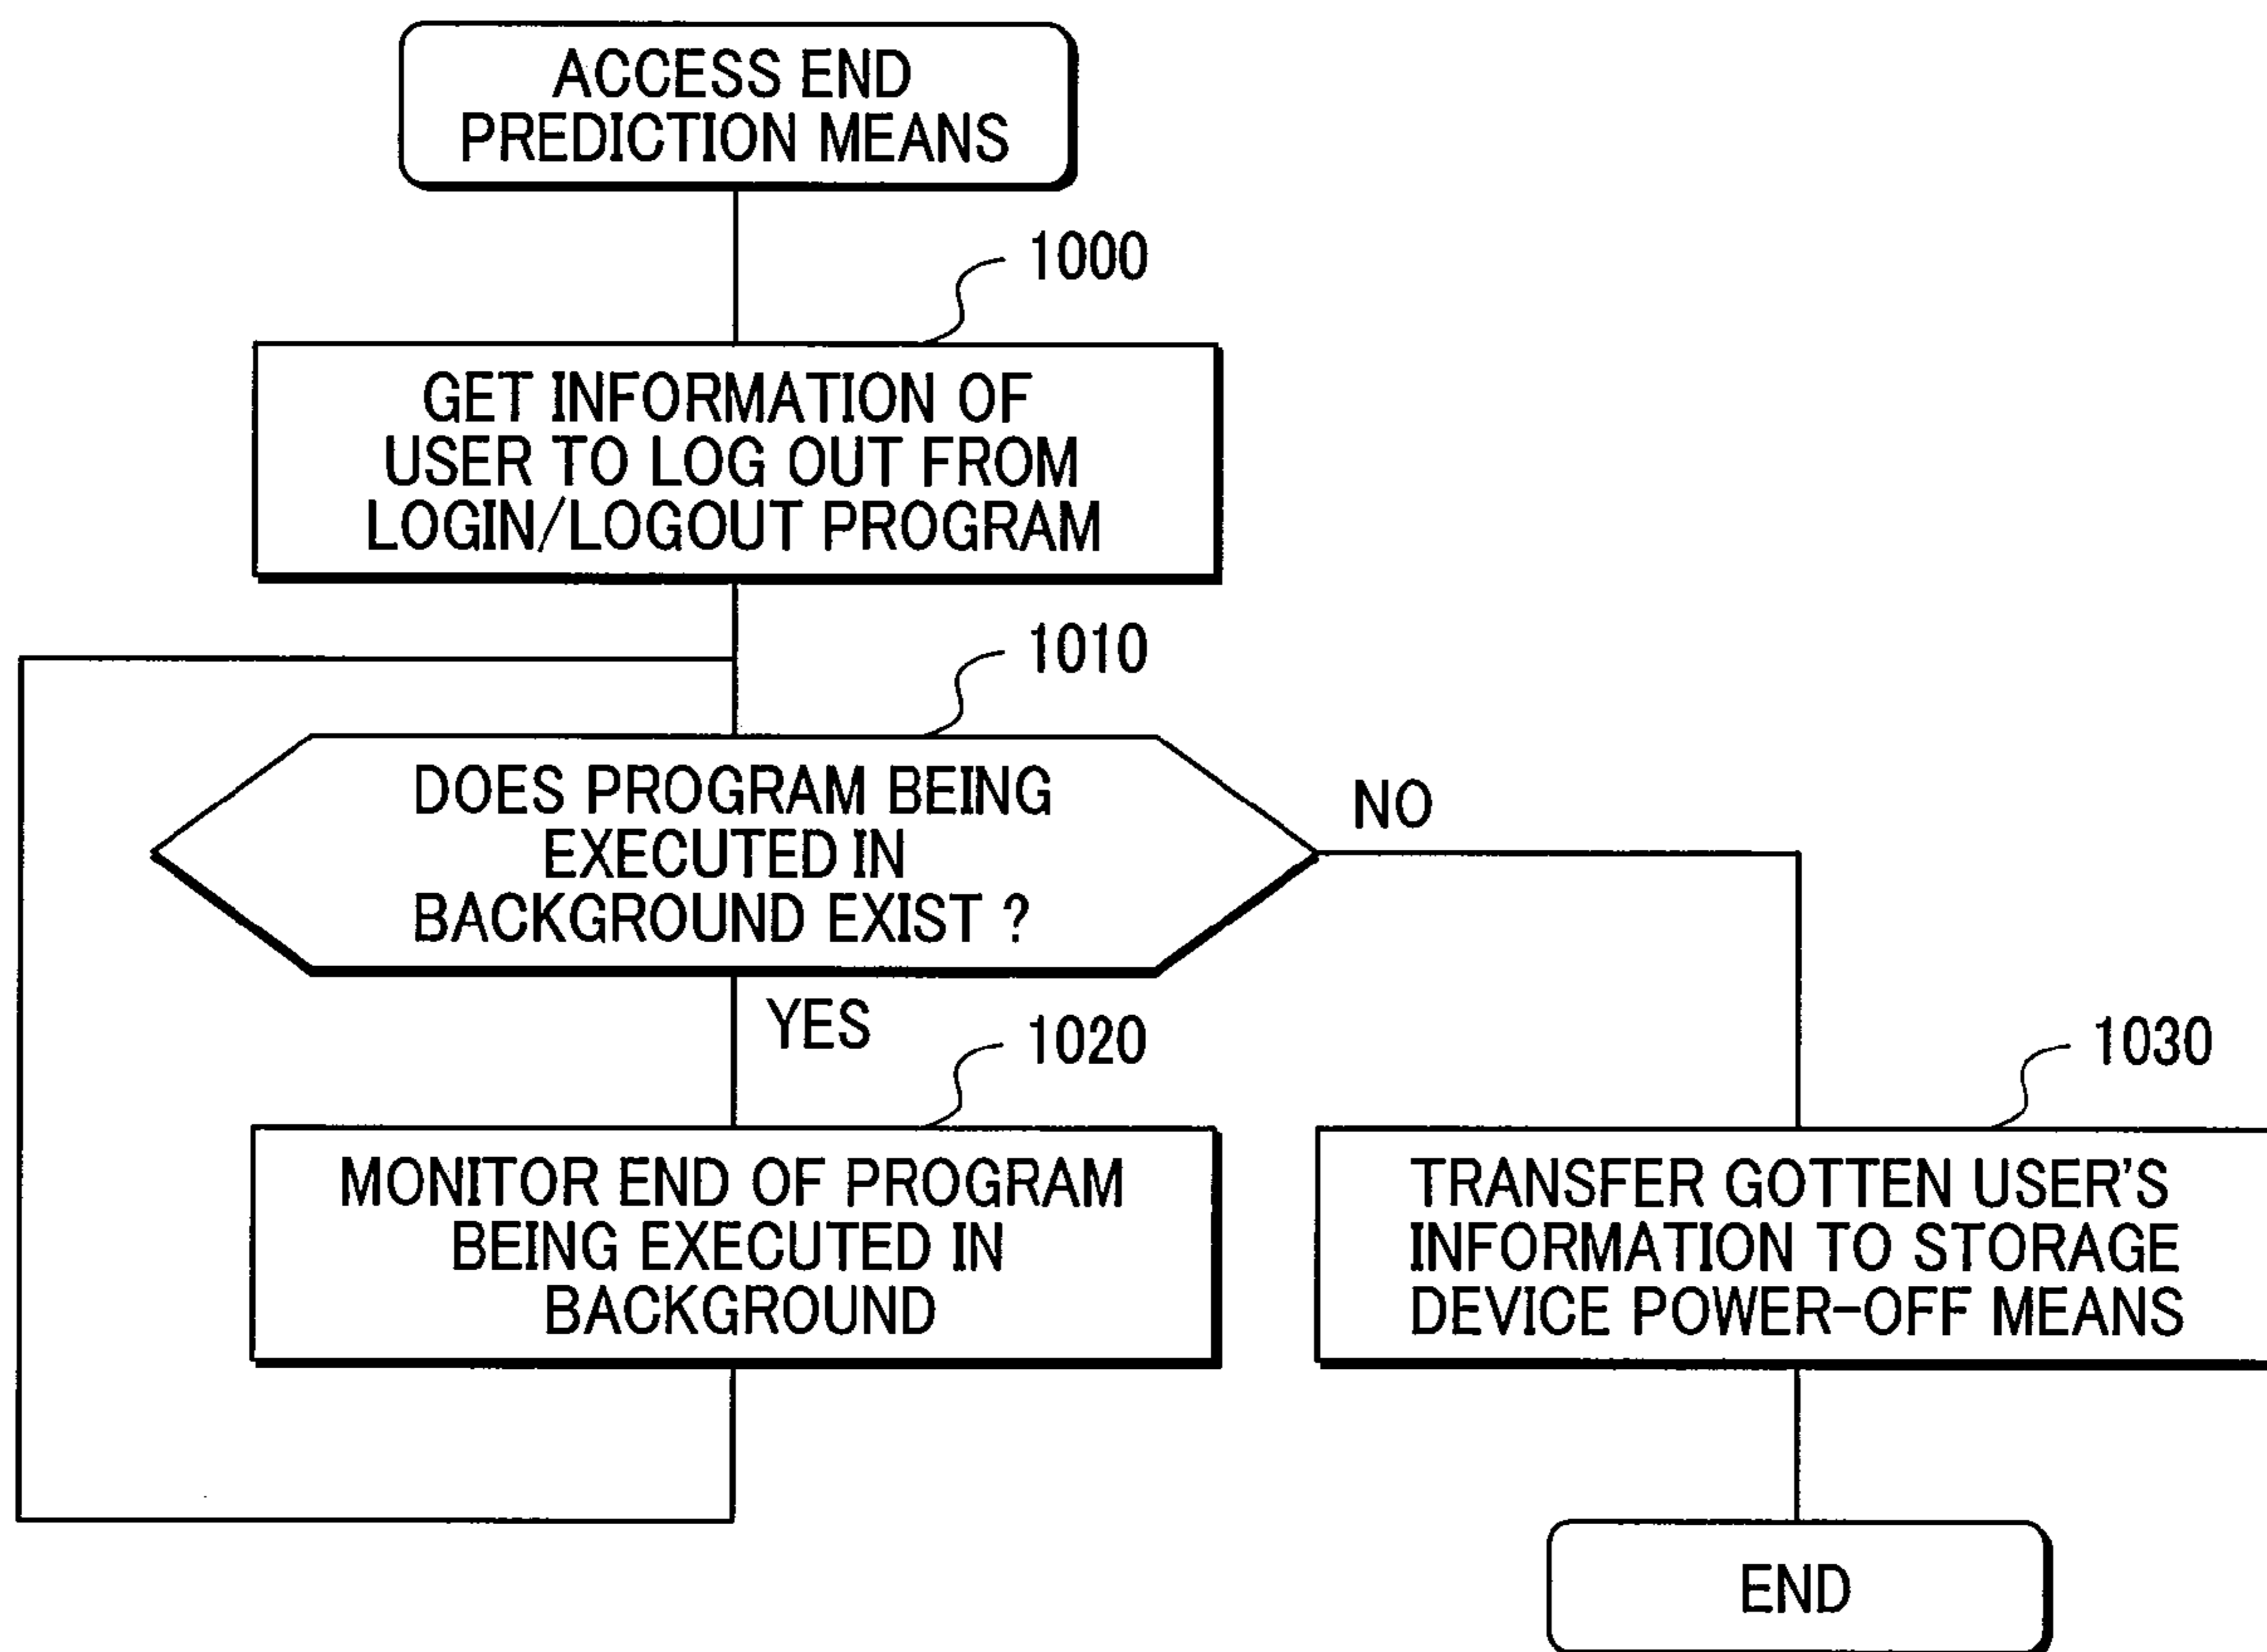 ACCESS END
PREDICTION MEANS
1000
GET INFORMATION OF
USER TO LOG OUT FROM
LOGIN/LOGOUT PROGRAM
1010
DOES PROGRAM BEING
EXECUTED IN
BACKGROUND EXIST ?
NO
YES
1020
MONITOR END OF PROGRAM
BEING EXECUTED IN
BACKGROUND
1030
TRANSFER GOTTEN USER'S
INFORMATION TO STORAGE
DEVICE POWER-OFF MEANS
END